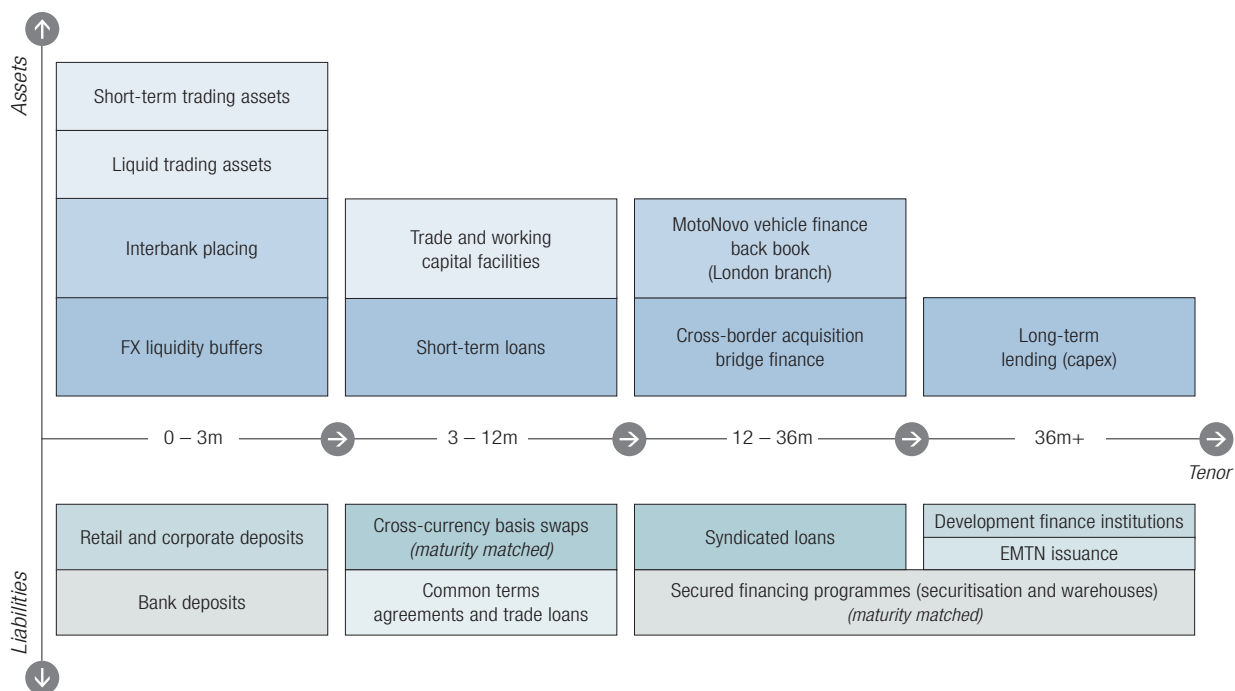 Assets
Short-term trading assets
Liquid trading assets
Interbank placing
Trade and working
capital facilities
MotoNovo vehicle finance
back book
(London branch)
FX liquidity buffers
Short-term loans
Cross-border acquisition
bridge finance
Long-term
lending (capex)
0 – 3m
3 – 12m
12 – 36m
36m+
Tenor
Retail and corporate deposits
Cross-currency basis swaps
(maturity matched)
Syndicated loans
Development finance institutions
EMTN issuance
Bank deposits
Common terms
agreements and trade loans
Secured financing programmes (securitisation and warehouses)
(maturity matched)
Liabilities